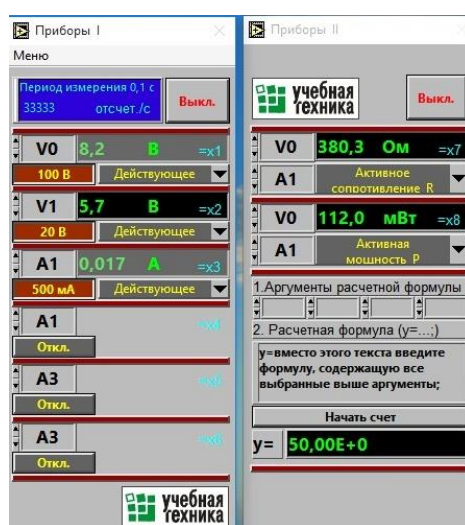 Приборы I
Меню
Период измерения 0,1 с
33333 отсчет./с
Выкл.
V0 8,2 В =x1
100 В Действующее
V1 5,7 В =x2
20 В Действующее
A1 0,017 А =x3
500 мА Действующее
A1 =x4
Откл.
A3 =x5
Откл.
A3 =x6
Откл.
учебная
техника
Приборы II
учебная
техника
Выкл.
V0 380,3 Ом =x7
A1 Активное
сопротивление R
V0 112,0 мВт =x8
A1 Активная
мощность P
1.Аргументы расчетной формулы
2. Расчетная формула (y=...;)
y=вместо этого текста введите
формулу, содержащую все
выбранные выше аргументы;
Начать счет
y= 50,00E+0